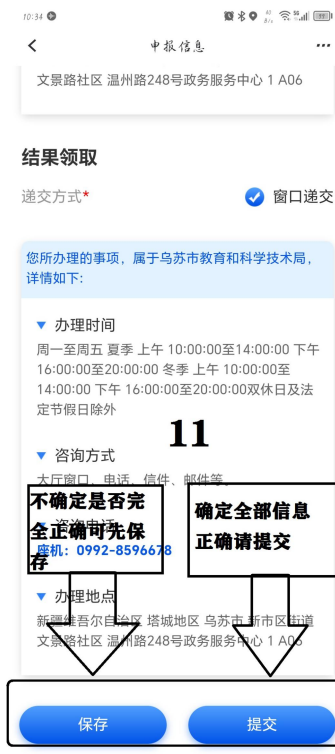 10:34
申报信息
文景路社区 温州路248号政务服务中心 1 A06
结果领取
递交方式*
窗口递交
您所办理的事项，属于乌苏市教育和科学技术局，
详情如下：
办理时间
周一至周五 夏季 上午 10:00:00至14:00:00 下午
16:00:00至20:00:00 冬季 上午 10:00:00至
14:00:00 下午 16:00:00至20:00:00双休日及法
定节假日除外
11
咨询方式
大厅窗口、电话、信件、邮件等。
不确定是否完
全正确可先保
存
确定全部信息
正确请提交
咨询电话
座机：0992-8596678
办理地点
新疆维吾尔自治区 塔城地区 乌苏市 新市区街道
文景路社区 温州路248号政务服务中心 1 A06
保存
提交